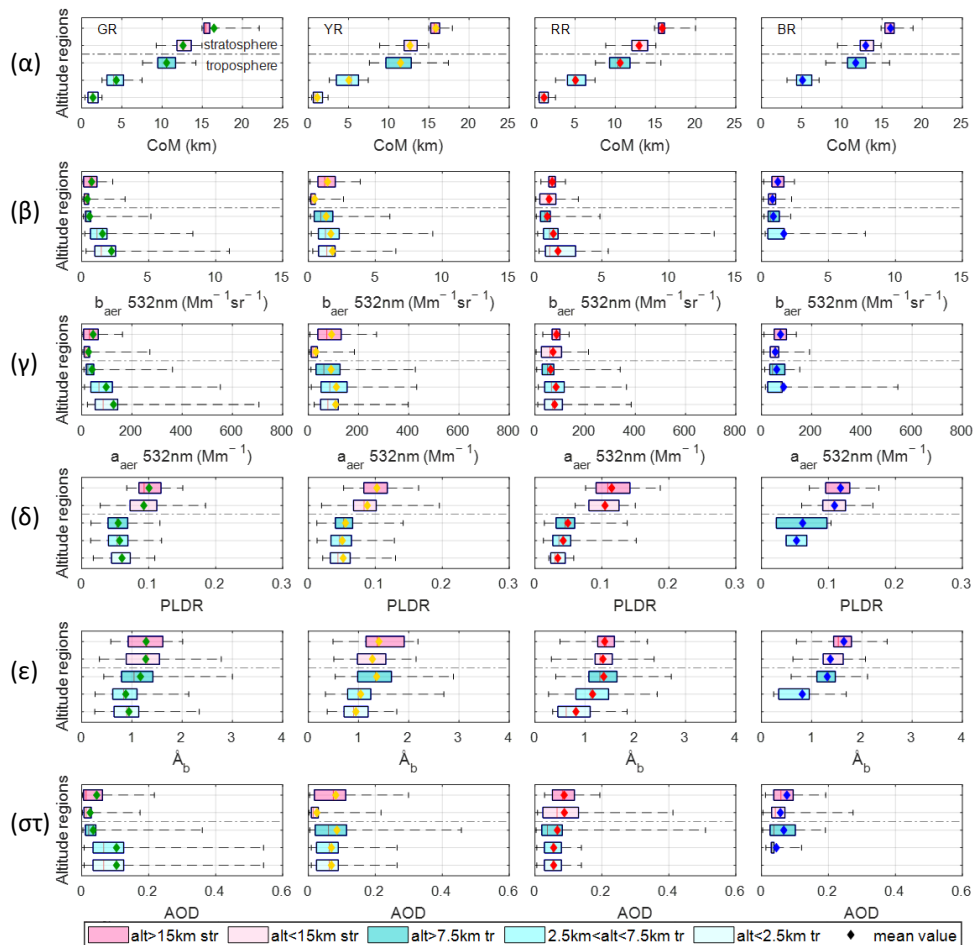 GR YR RR BR
stratosphere
troposphere
(α) Altitude regions
0 5 10 15 20 25 0 5 10 15 20 25 0 5 10 15 20 25 0 5 10 15 20 25
CoM (km) CoM (km) CoM (km) CoM (km)
(β) Altitude regions
0 5 10 15 0 5 10 15 0 5 10 15 0 5 10 15
b_aer 532nm (Mm⁻¹sr⁻¹) b_aer 532nm (Mm⁻¹sr⁻¹) b_aer 532nm (Mm⁻¹sr⁻¹) b_aer 532nm (Mm⁻¹sr⁻¹)
(γ) Altitude regions
0 200 400 600 800 0 200 400 600 800 0 200 400 600 800 0 200 400 600 800
a_aer 532nm (Mm⁻¹) a_aer 532nm (Mm⁻¹) a_aer 532nm (Mm⁻¹) a_aer 532nm (Mm⁻¹)
(δ) Altitude regions
0 0.1 0.2 0.3 0 0.1 0.2 0.3 0 0.1 0.2 0.3 0 0.1 0.2 0.3
PLDR PLDR PLDR PLDR
(ε) Altitude regions
0 1 2 3 4 0 1 2 3 4 0 1 2 3 4 0 1 2 3 4
Å_b Å_b Å_b Å_b
(στ) Altitude regions
0 0.2 0.4 0.6 0 0.2 0.4 0.6 0 0.2 0.4 0.6 0 0.2 0.4 0.6
AOD AOD AOD AOD
alt>15km str alt<15km str alt>7.5km tr 2.5km<alt<7.5km tr alt<2.5km tr mean value